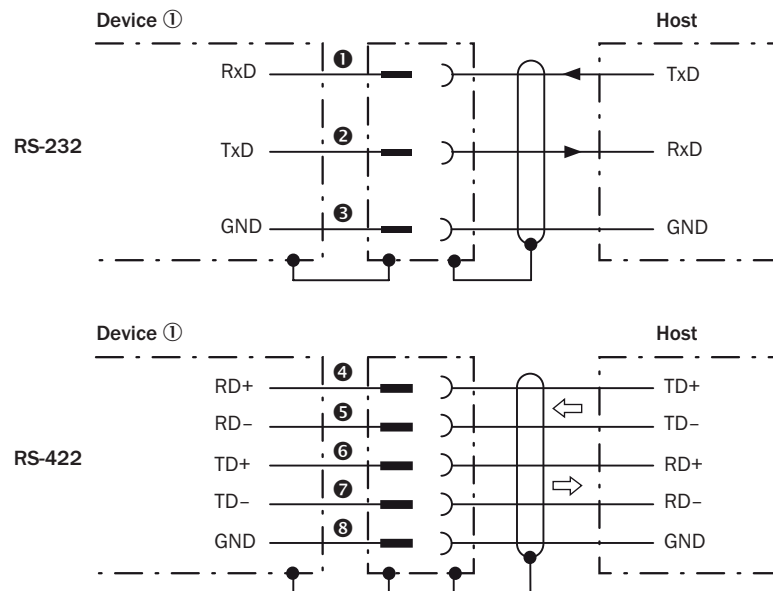 Device ①
Host
RxD ❶ TxD
RS-232
TxD ❷ RxD
GND ❸ GND
Device ①
Host
RD+ ❹ TD+
RD– ❺ TD–
RS-422
TD+ ❻ RD+
TD– ❼ RD–
GND ❽ GND